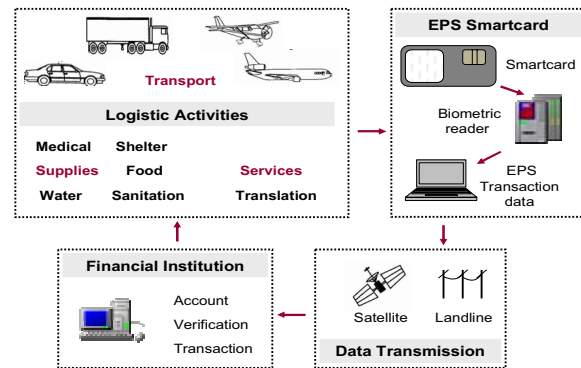 Transport
Logistic Activities
Medical Shelter
Supplies Food Services
Water Sanitation Translation
EPS Smartcard
Smartcard
Biometric
reader
EPS
Transaction
data
Financial Institution
Account
Verification
Transaction
Satellite Landline
Data Transmission